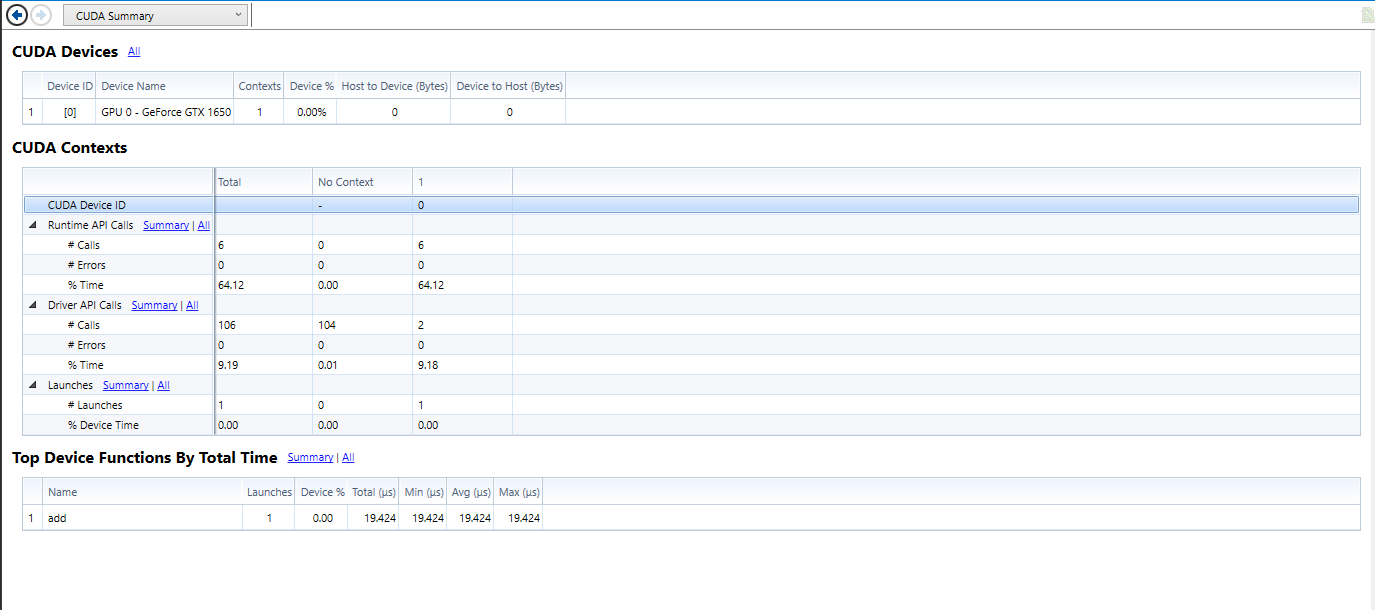 CUDA Summary
CUDA Devices All
Device ID Device Name Contexts Device % Host to Device (Bytes) Device to Host (Bytes)
1 [0] GPU 0 - GeForce GTX 1650 1 0.00% 0 0
CUDA Contexts
Total No Context 1
CUDA Device ID - 0
Runtime API Calls Summary | All
# Calls 6 0 6
# Errors 0 0 0
% Time 64.12 0.00 64.12
Driver API Calls Summary | All
# Calls 106 104 2
# Errors 0 0 0
% Time 9.19 0.01 9.18
Launches Summary | All
# Launches 1 0 1
% Device Time 0.00 0.00 0.00
Top Device Functions By Total Time Summary | All
Name Launches Device % Total (µs) Min (µs) Avg (µs) Max (µs)
1 add 1 0.00 19.424 19.424 19.424 19.424